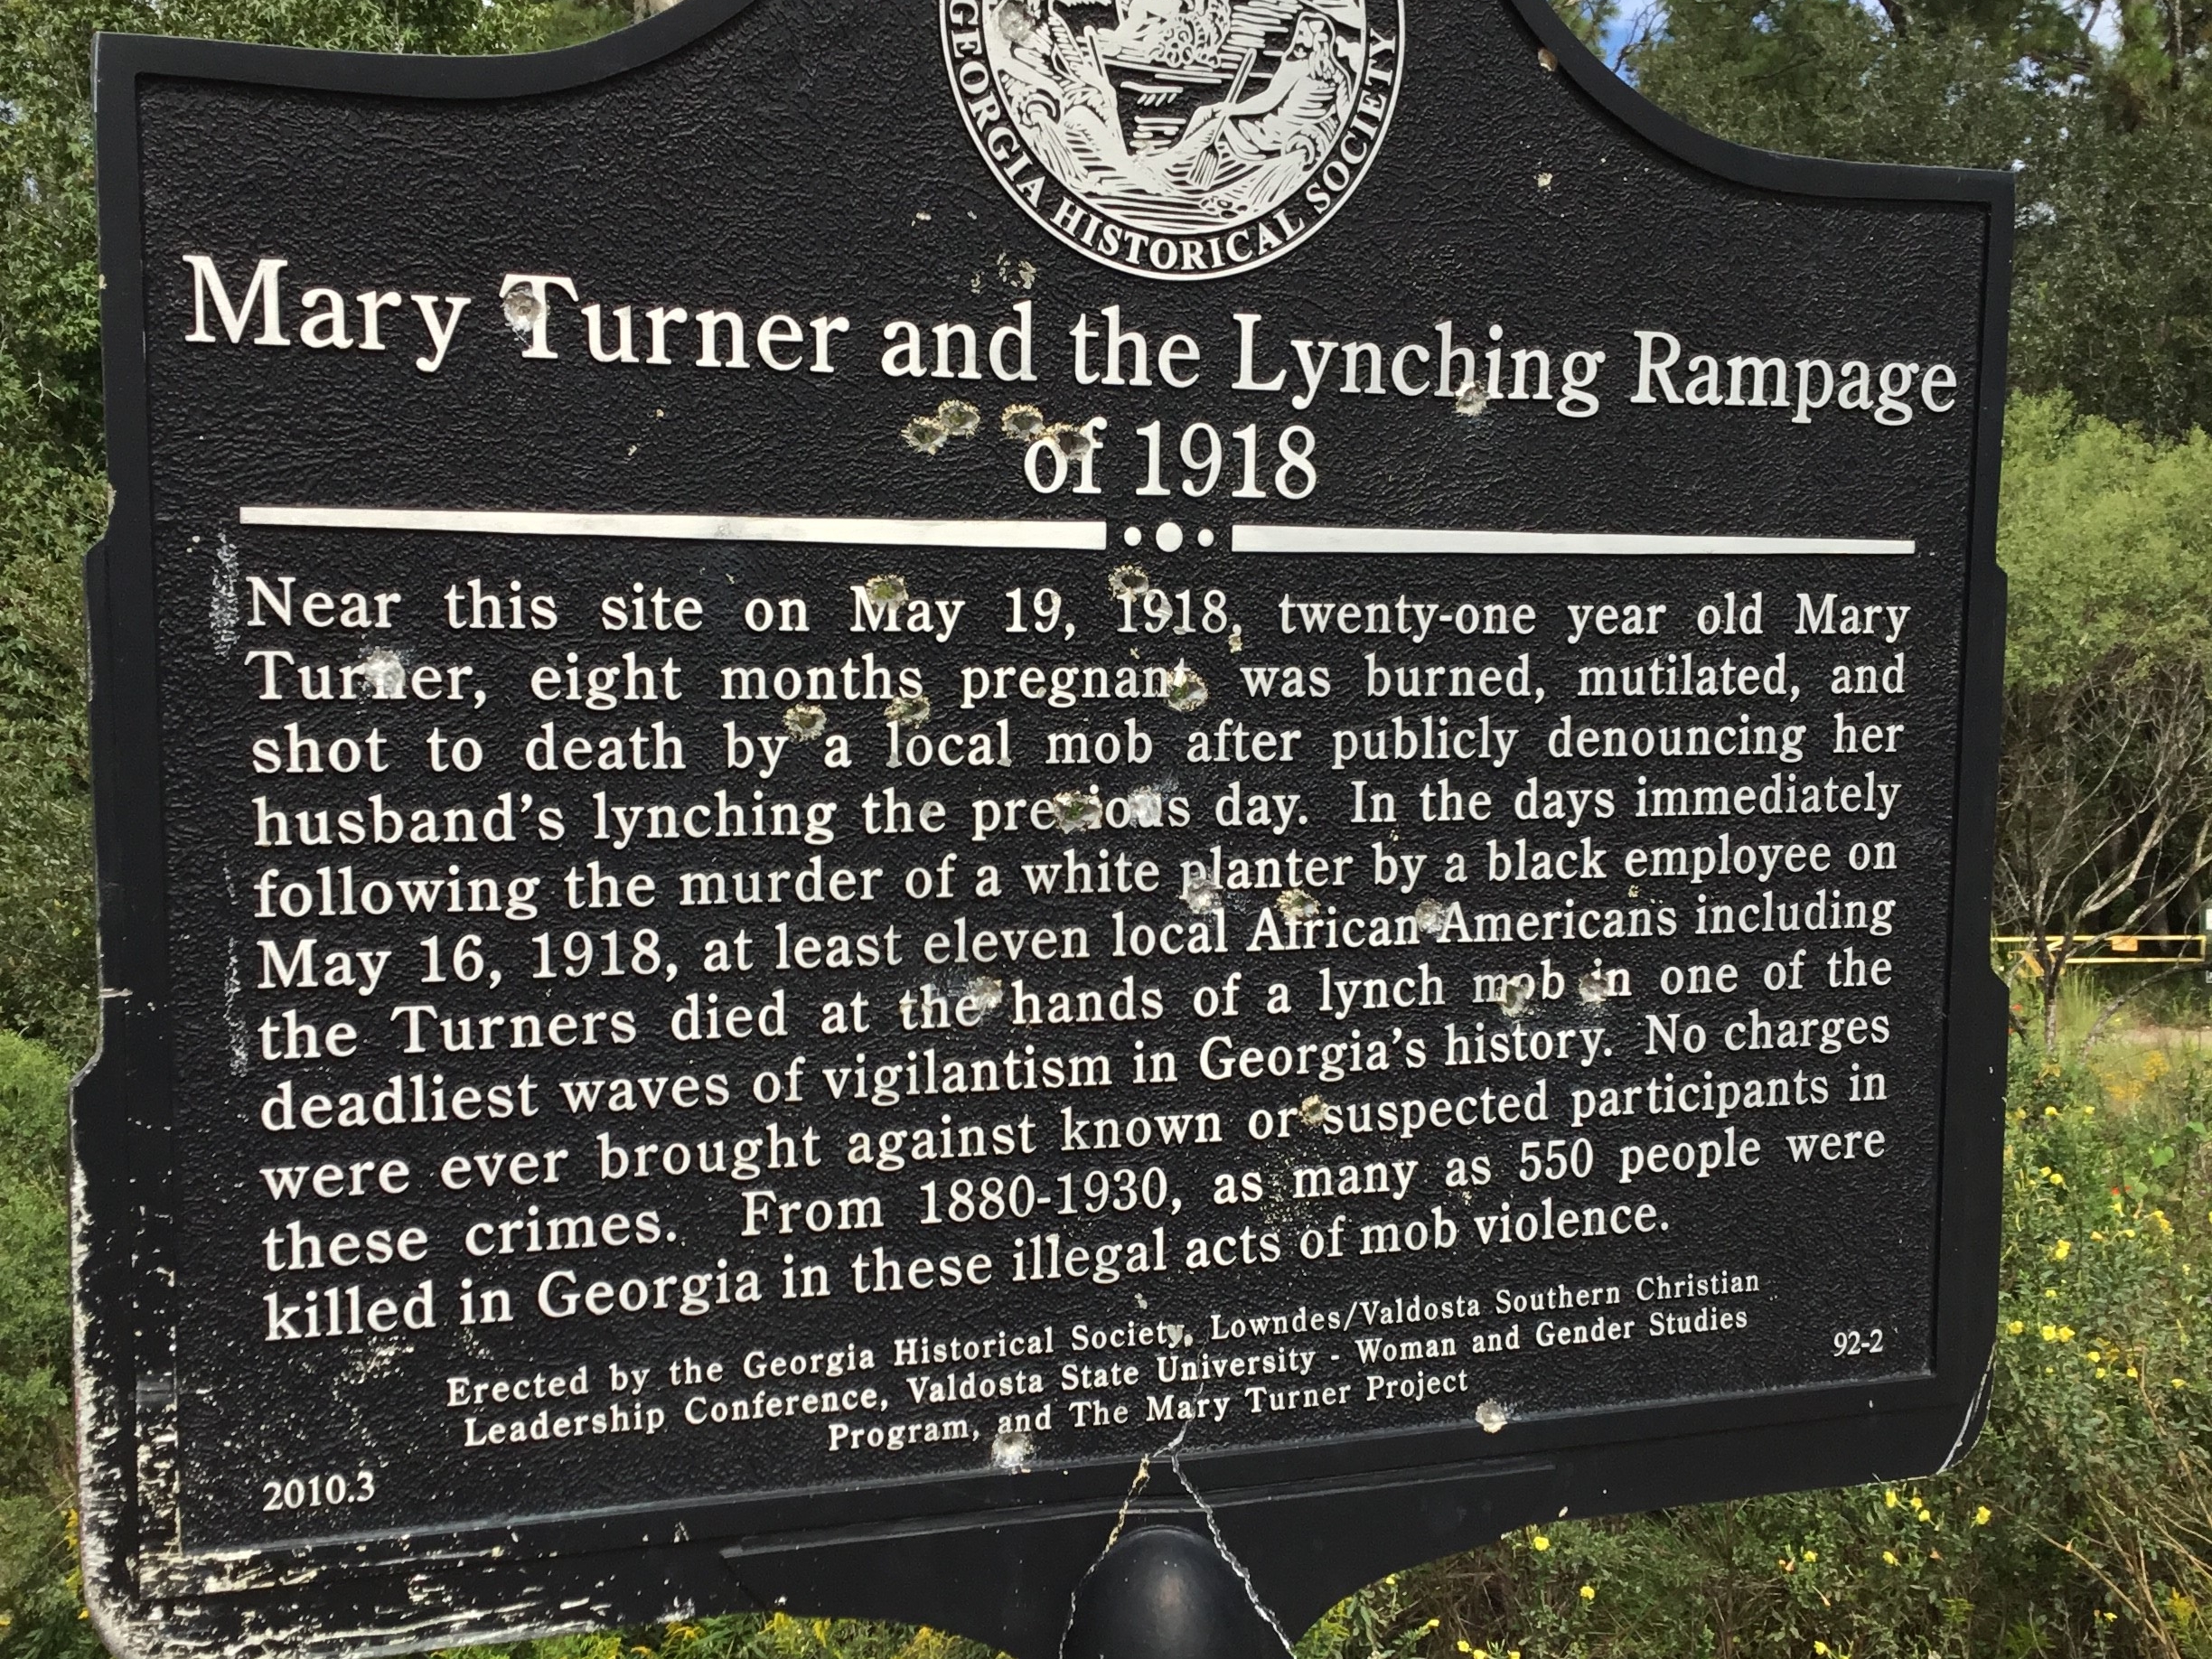 GEORGIA HISTORICAL SOCIETY
Mary Turner and the Lynching Rampage
of 1918
Near this site on May 19, 1918, twenty-one year old Mary
Turner, eight months pregnant was burned, mutilated, and
shot to death by a local mob after publicly denouncing her
husband's lynching the previous day. In the days immediately
following the murder of a white planter by a black employee on
May 16, 1918, at least eleven local African Americans including
the Turners died at the hands of a lynch mob in one of the
deadliest waves of vigilantism in Georgia's history. No charges
were ever brought against known or suspected participants in
these crimes. From 1880-1930, as many as 550 people were
killed in Georgia in these illegal acts of mob violence.
Erected by the Georgia Historical Society, Lowndes/Valdosta Southern Christian
Leadership Conference, Valdosta State University - Woman and Gender Studies
Program, and The Mary Turner Project
92-2
2010.3